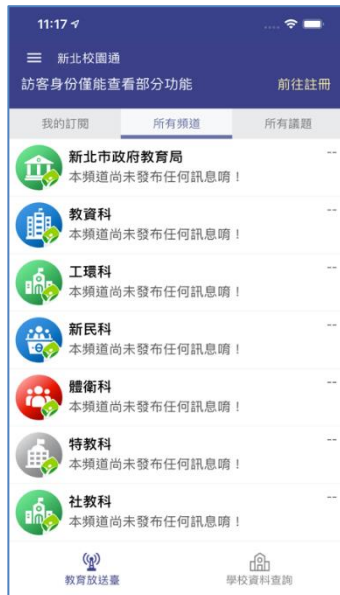 11:17
新北校園通
訪客身份僅能查看部分功能 前往註冊
我的訂閱 所有頻道 所有議題
新北市政府教育局 --
本頻道尚未發布任何訊息唷！
教資科 --
本頻道尚未發布任何訊息唷！
工環科 --
本頻道尚未發布任何訊息唷！
新民科 --
本頻道尚未發布任何訊息唷！
體衛科 --
本頻道尚未發布任何訊息唷！
特教科 --
本頻道尚未發布任何訊息唷！
社教科 --
本頻道尚未發布任何訊息唷！
教育放送臺 學校資料查詢